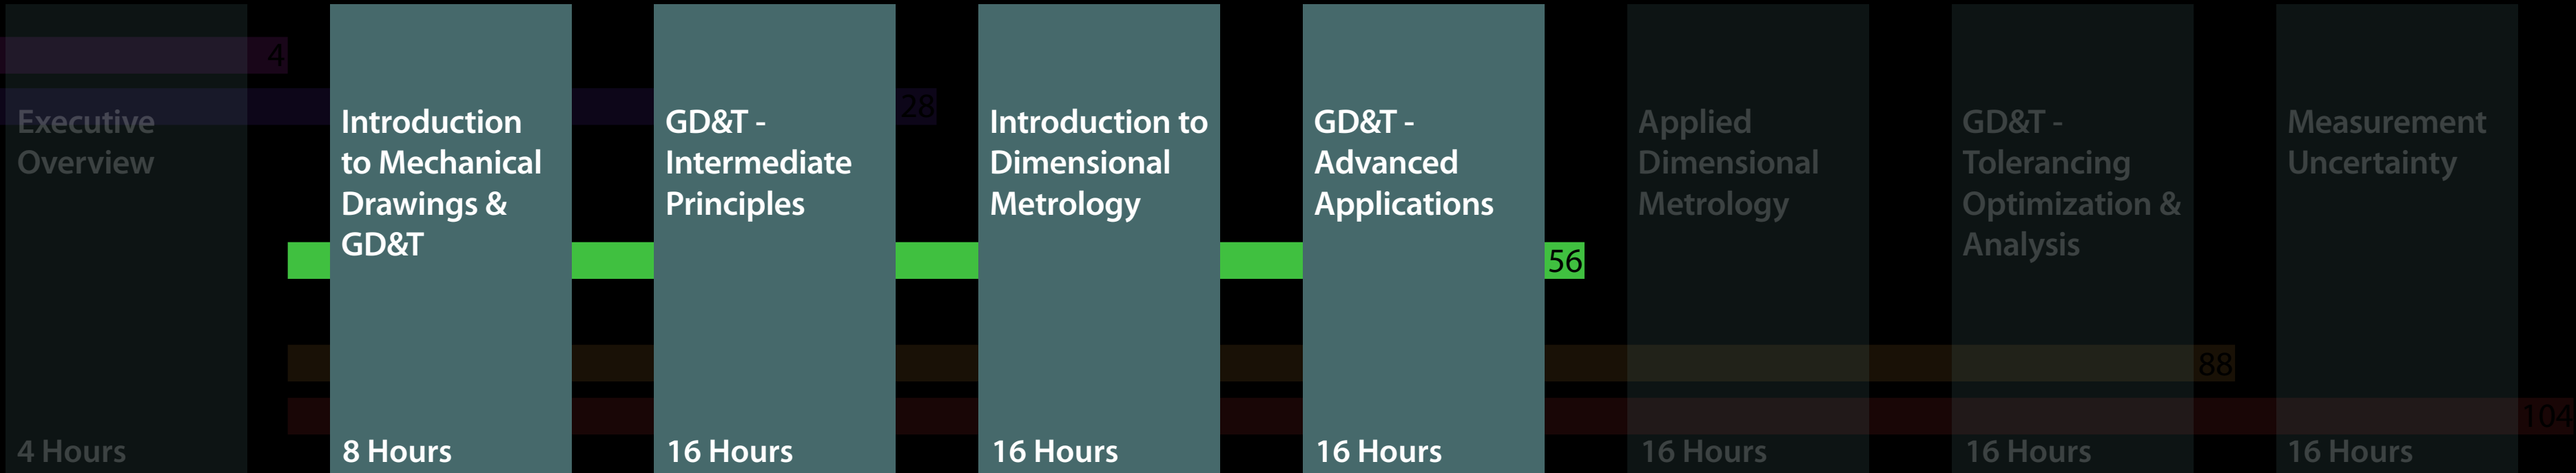 4
28
Executive
Overview
4 Hours
Introduction
to Mechanical
Drawings &
GD&T
8 Hours
GD&T -
Intermediate
Principles
16 Hours
Introduction to
Dimensional
Metrology
16 Hours
GD&T -
Advanced
Applications
16 Hours
56
Applied
Dimensional
Metrology
16 Hours
GD&T -
Tolerancing
Optimization &
Analysis
16 Hours
88
Measurement
Uncertainty
16 Hours
104